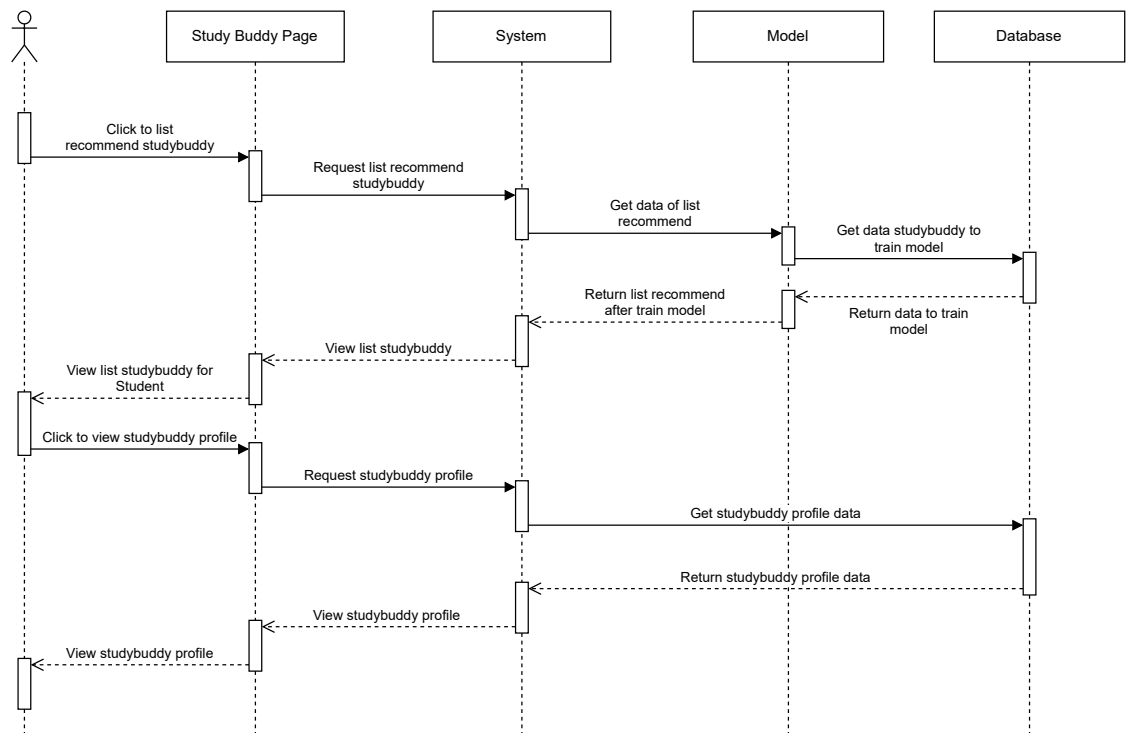 Study Buddy Page
System
Model
Database
Click to list
recommend studybuddy
Request list recommend
studybuddy
Get data of list
recommend
Get data studybuddy to
train model
Return list recommend
after train model
Return data to train
model
View list studybuddy
View list studybuddy for
Student
Click to view studybuddy profile
Request studybuddy profile
Get studybuddy profile data
Return studybuddy profile data
View studybuddy profile
View studybuddy profile